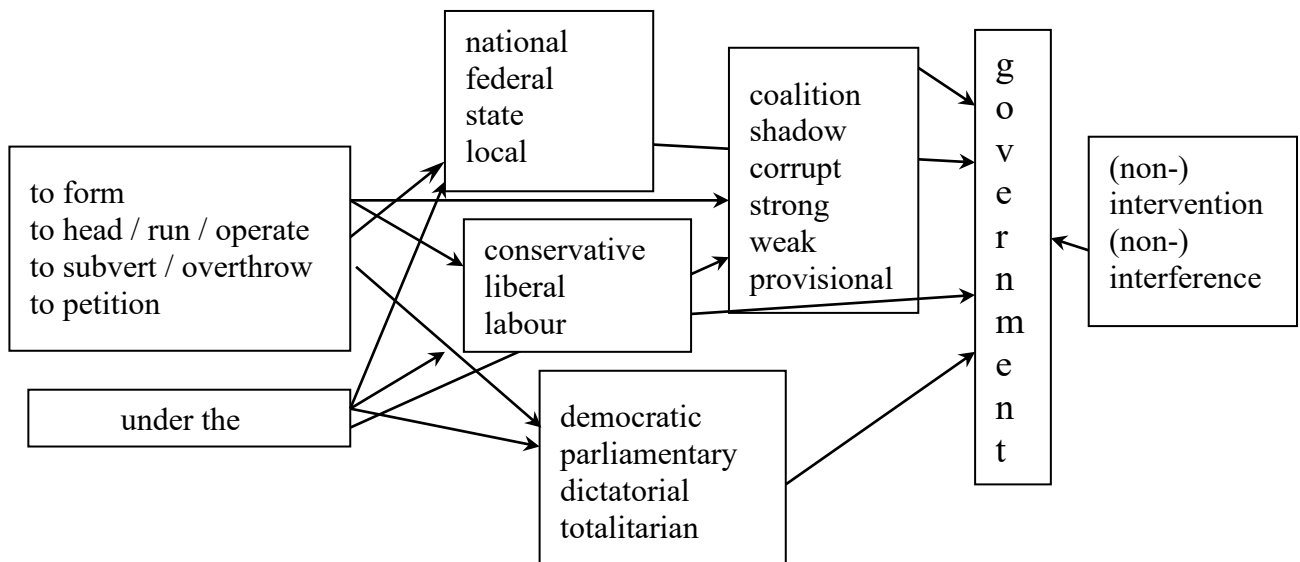 national
federal
state
local
coalition
shadow
corrupt
strong
weak
provisional
government
(non-)
intervention
(non-)
interference
to form
to head / run / operate
to subvert / overthrow
to petition
conservative
liberal
labour
under the
democratic
parliamentary
dictatorial
totalitarian